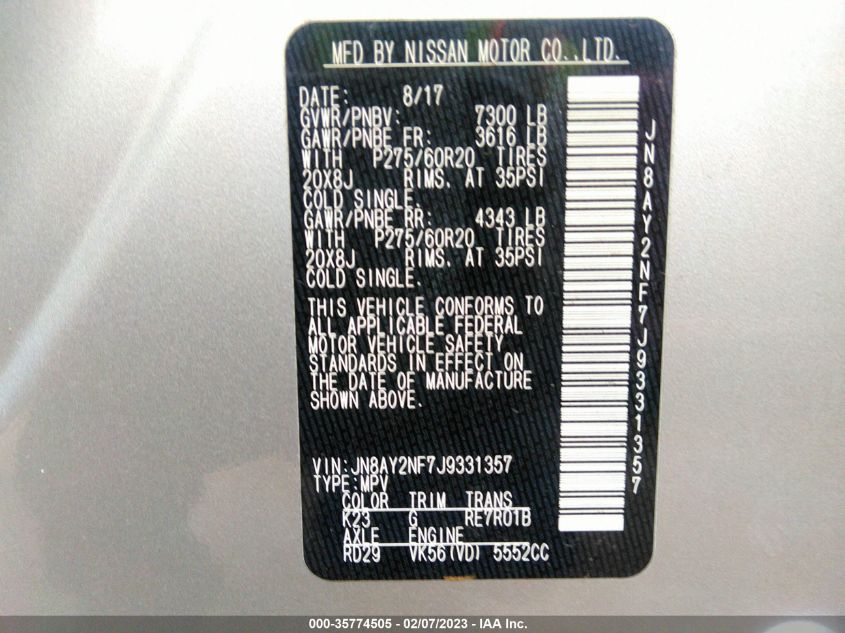 MFD BY NISSAN MOTOR CO.,LTD.
DATE: 8/17
GVWR/PNBV: 7300 LB
GAWR/PNBE FR: 3616 LB
WITH P275/60R20 TIRES
20X8J RIMS, AT 35PSI
COLD SINGLE.
GAWR/PNBE RR: 4343 LB
WITH P275/60R20 TIRES
20X8J RIMS, AT 35PSI
COLD SINGLE.
THIS VEHICLE CONFORMS TO
ALL APPLICABLE FEDERAL
MOTOR VEHICLE SAFETY
STANDARDS IN EFFECT ON
THE DATE OF MANUFACTURE
SHOWN ABOVE.
VIN:JN8AY2NF7J9331357
TYPE:MPV
COLOR TRIM TRANS
K23 G RE7R01B
AXLE ENGINE
RD29 VK56(VD) 5552CC
JN8AY2NF7J9331357
000-35774505 - 02/07/2023 - IAA Inc.